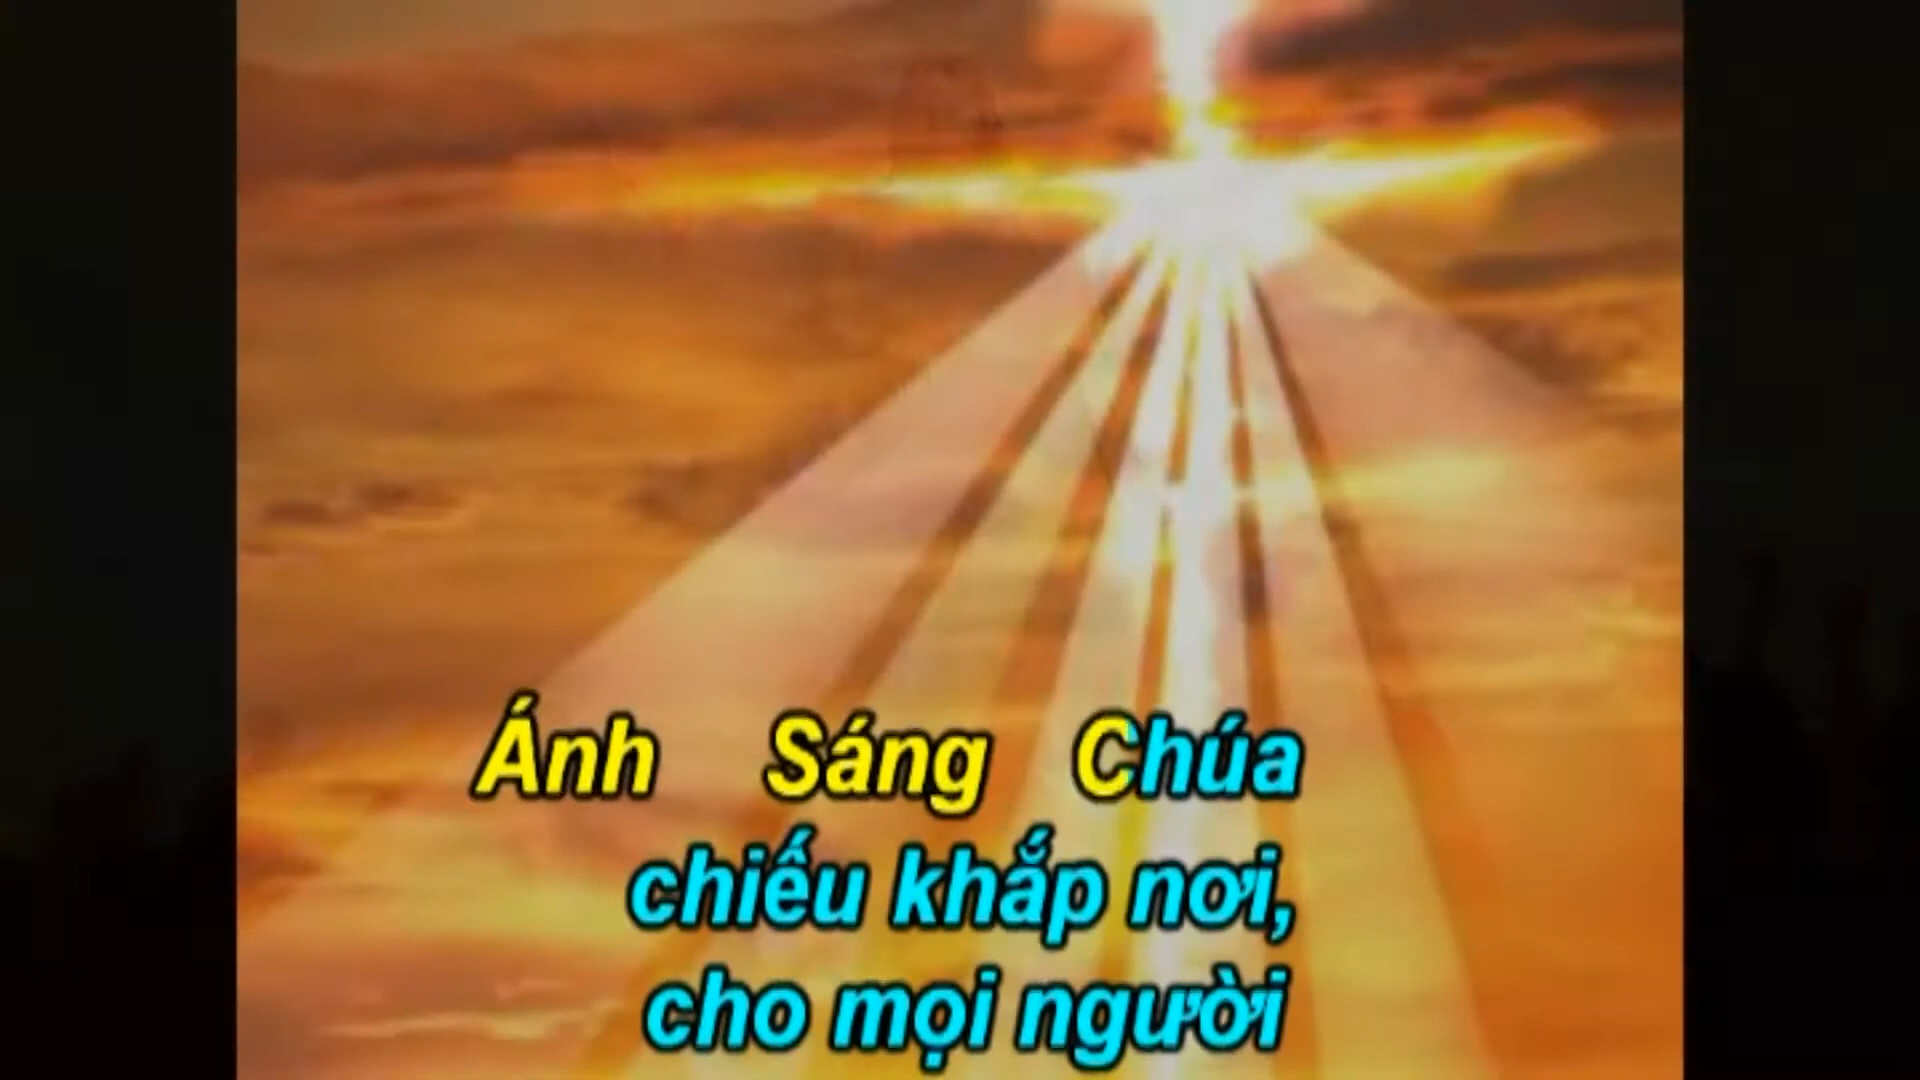 Ánh Sáng Chúa
chiếu khắp nơi,
cho mọi người